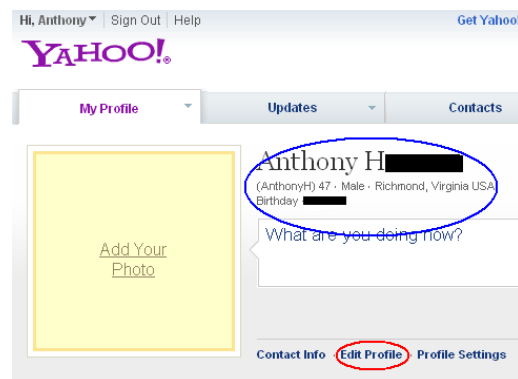 Hi, Anthony Sign Out Help Get Yahoo!
YAHOO!®
My Profile Updates Contacts
Anthony H
(AnthonyH) 47 · Male · Richmond, Virginia USA
Birthday
What are you doing now?
Add Your
Photo
Contact Info · Edit Profile · Profile Settings